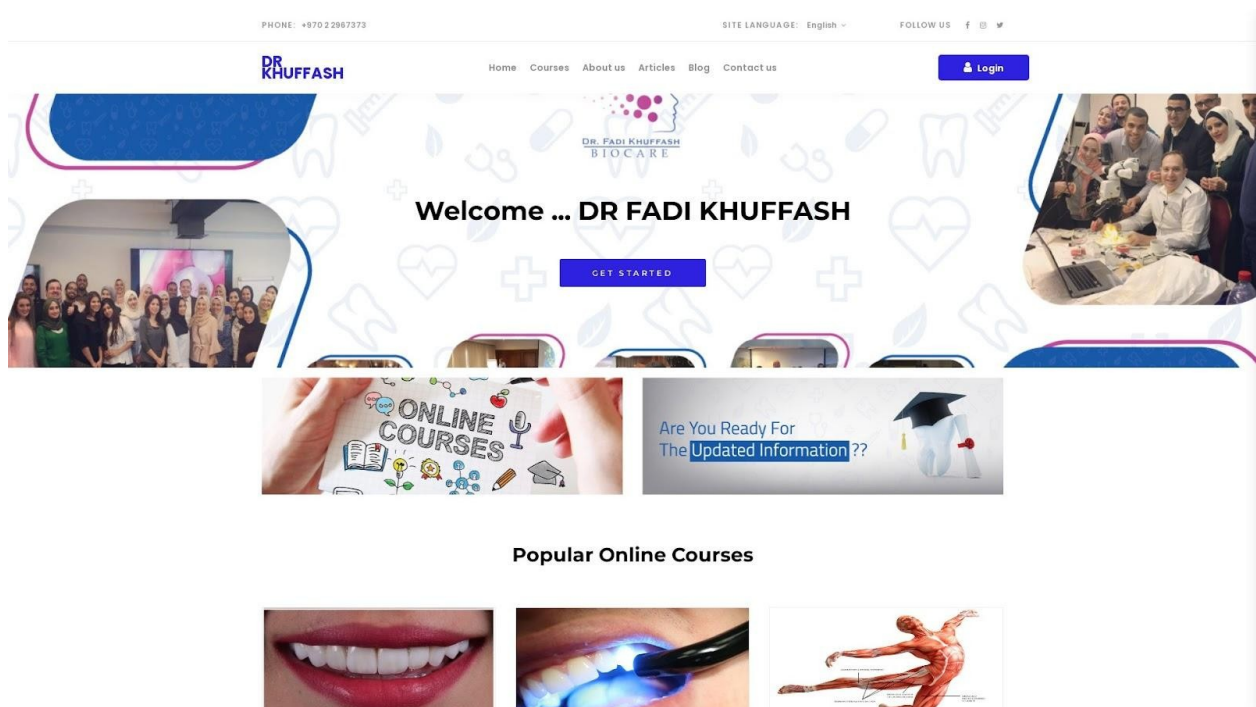 PHONE: +970 2 2967373
SITE LANGUAGE: English
FOLLOW US
DR
KHUFFASH
Home Courses About us Articles Blog Contact us
Login
DR. FADI KHUFFASH
BIOCARE
Welcome ... DR FADI KHUFFASH
GET STARTED
ONLINE
COURSES
Are You Ready For
The Updated Information ??
Popular Online Courses